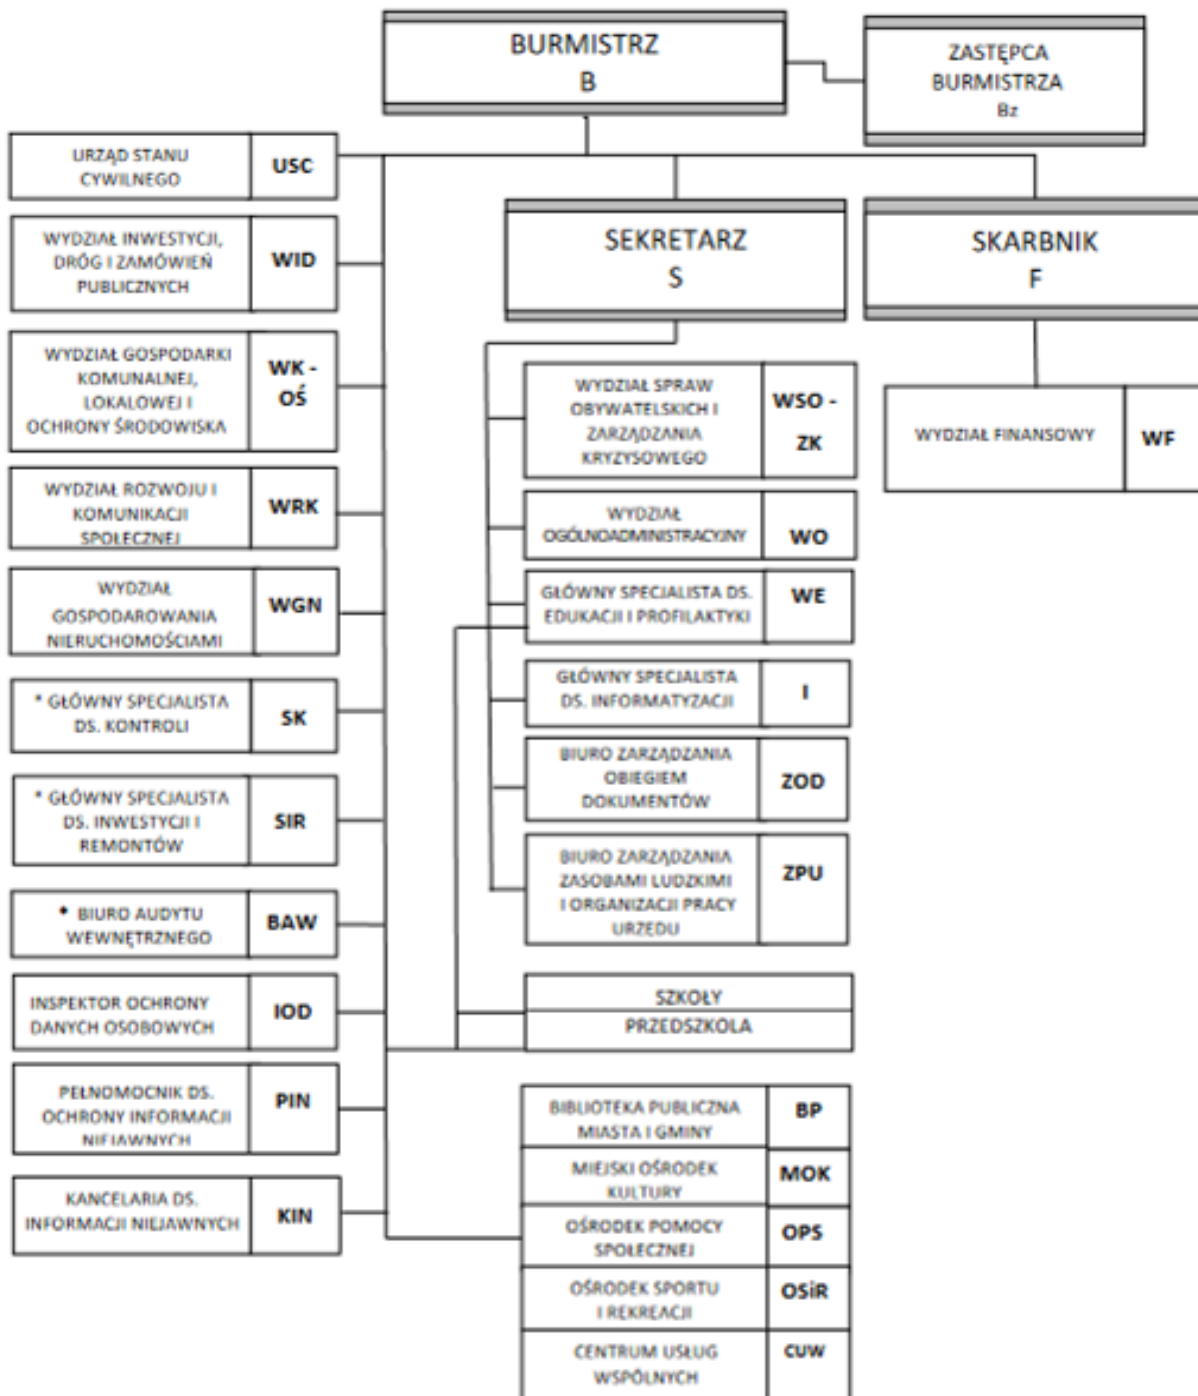 BURMISTRZ
B
ZASTĘPCA
BURMISTRZA
Bz
URZĄD STANU
CYWILNEGO
USC
WYDZIAŁ INWESTYCJI,
DRÓG I ZAMÓWIEŃ
PUBLICZNYCH
WID
WYDZIAŁ GOSPODARKI
KOMUNALNEJ,
LOKALOWEJ I
OCHRONY ŚRODOWISKA
WK -
OŚ
WYDZIAŁ ROZWOJU I
KOMUNIKACJI
SPOŁECZNEJ
WRK
WYDZIAŁ
GOSPODAROWANIA
NIERUCHOMOŚCIAMI
WGN
* GŁÓWNY SPECJALISTA
DS. KONTROLI
SK
* GŁÓWNY SPECJALISTA
DS. INWESTYCJI I
REMONTÓW
SIR
* BIURO AUDYTU
WEWNĘTRZNEGO
BAW
INSPEKTOR OCHRONY
DANYCH OSOBOWYCH
IOD
PEŁNOMOCNIK DS.
OCHRONY INFORMACJI
NIEJAWNYCH
PIN
KANCELARIA DS.
INFORMACJI NIEJAWNYCH
KIN
SEKRETARZ
S
WYDZIAŁ SPRAW
OBYWATELSKICH I
ZARZĄDZANIA
KRYZYSOWEGO
WSO -
ZK
WYDZIAŁ
OGÓLNOADMINISTRACYJNY
WO
GŁÓWNY SPECJALISTA DS.
EDUKACJI I PROFILAKTYKI
WE
GŁÓWNY SPECJALISTA
DS. INFORMATYZACJI
I
BIURO ZARZĄDZANIA
OBIEGIEM
DOKUMENTÓW
ZOD
BIURO ZARZĄDZANIA
ZASOBAMI LUDZKIMI
I ORGANIZACJI PRACY
URZĘDU
ZPU
SZKOŁY
PRZEDSZKOLA
BIBLIOTEKA PUBLICZNA
MIASTA I GMINY
BP
MIEJSKI OŚRODEK
KULTURY
MOK
OŚRODEK POMOCY
SPOŁECZNEJ
OPS
OŚRODEK SPORTU
I REKREACJI
OSiR
CENTRUM USŁUG
WSPÓLNYCH
CUW
SKARBNIK
F
WYDZIAŁ FINANSOWY
WF